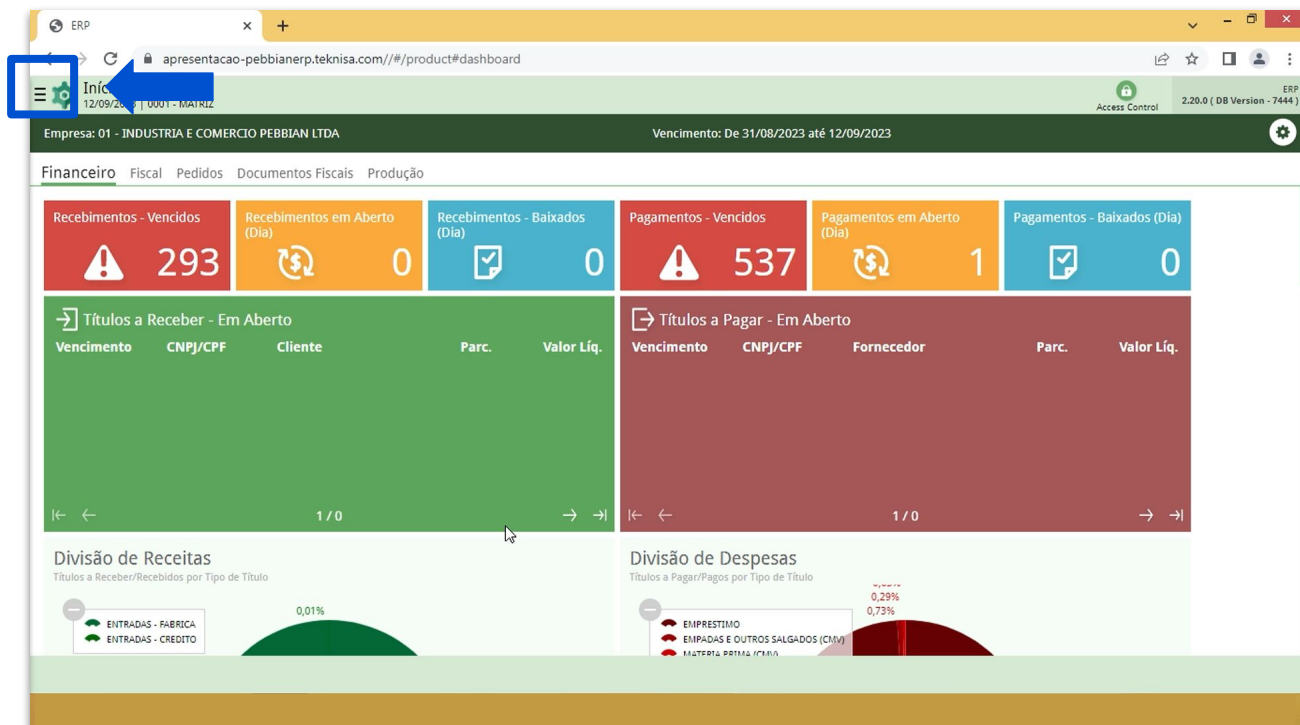 ERP
apresentacao-pebbianerp.teknisa.com//#/product#dashboard
0001 - MATRIZ
Access Control
ERP
2.20.0 ( DB Version - 7444 )
Empresa: 01 - INDUSTRIA E COMERCIO PEBBIAN LTDA
Vencimento: De 31/08/2023 até 12/09/2023
Financeiro Fiscal Pedidos Documentos Fiscais Produção
Recebimentos - Vencidos
293
Recebimentos em Aberto
(Dia)
0
Recebimentos - Baixados
(Dia)
0
Pagamentos - Vencidos
537
Pagamentos em Aberto
(Dia)
1
Pagamentos - Baixados (Dia)
0
Títulos a Receber - Em Aberto
Vencimento CNPJ/CPF Cliente Parc. Valor Líq.
1 / 0
Títulos a Pagar - Em Aberto
Vencimento CNPJ/CPF Fornecedor Parc. Valor Líq.
1 / 0
Divisão de Receitas
Títulos a Receber/Recebidos por Tipo de Título
ENTRADAS - FABRICA
ENTRADAS - CREDITO
0,01%
Divisão de Despesas
Títulos a Pagar/Pagos por Tipo de Título
EMPRESTIMO
EMPADAS E OUTROS SALGADOS (CMV)
MATERIA PRIMA (CMV)
0,29%
0,73%